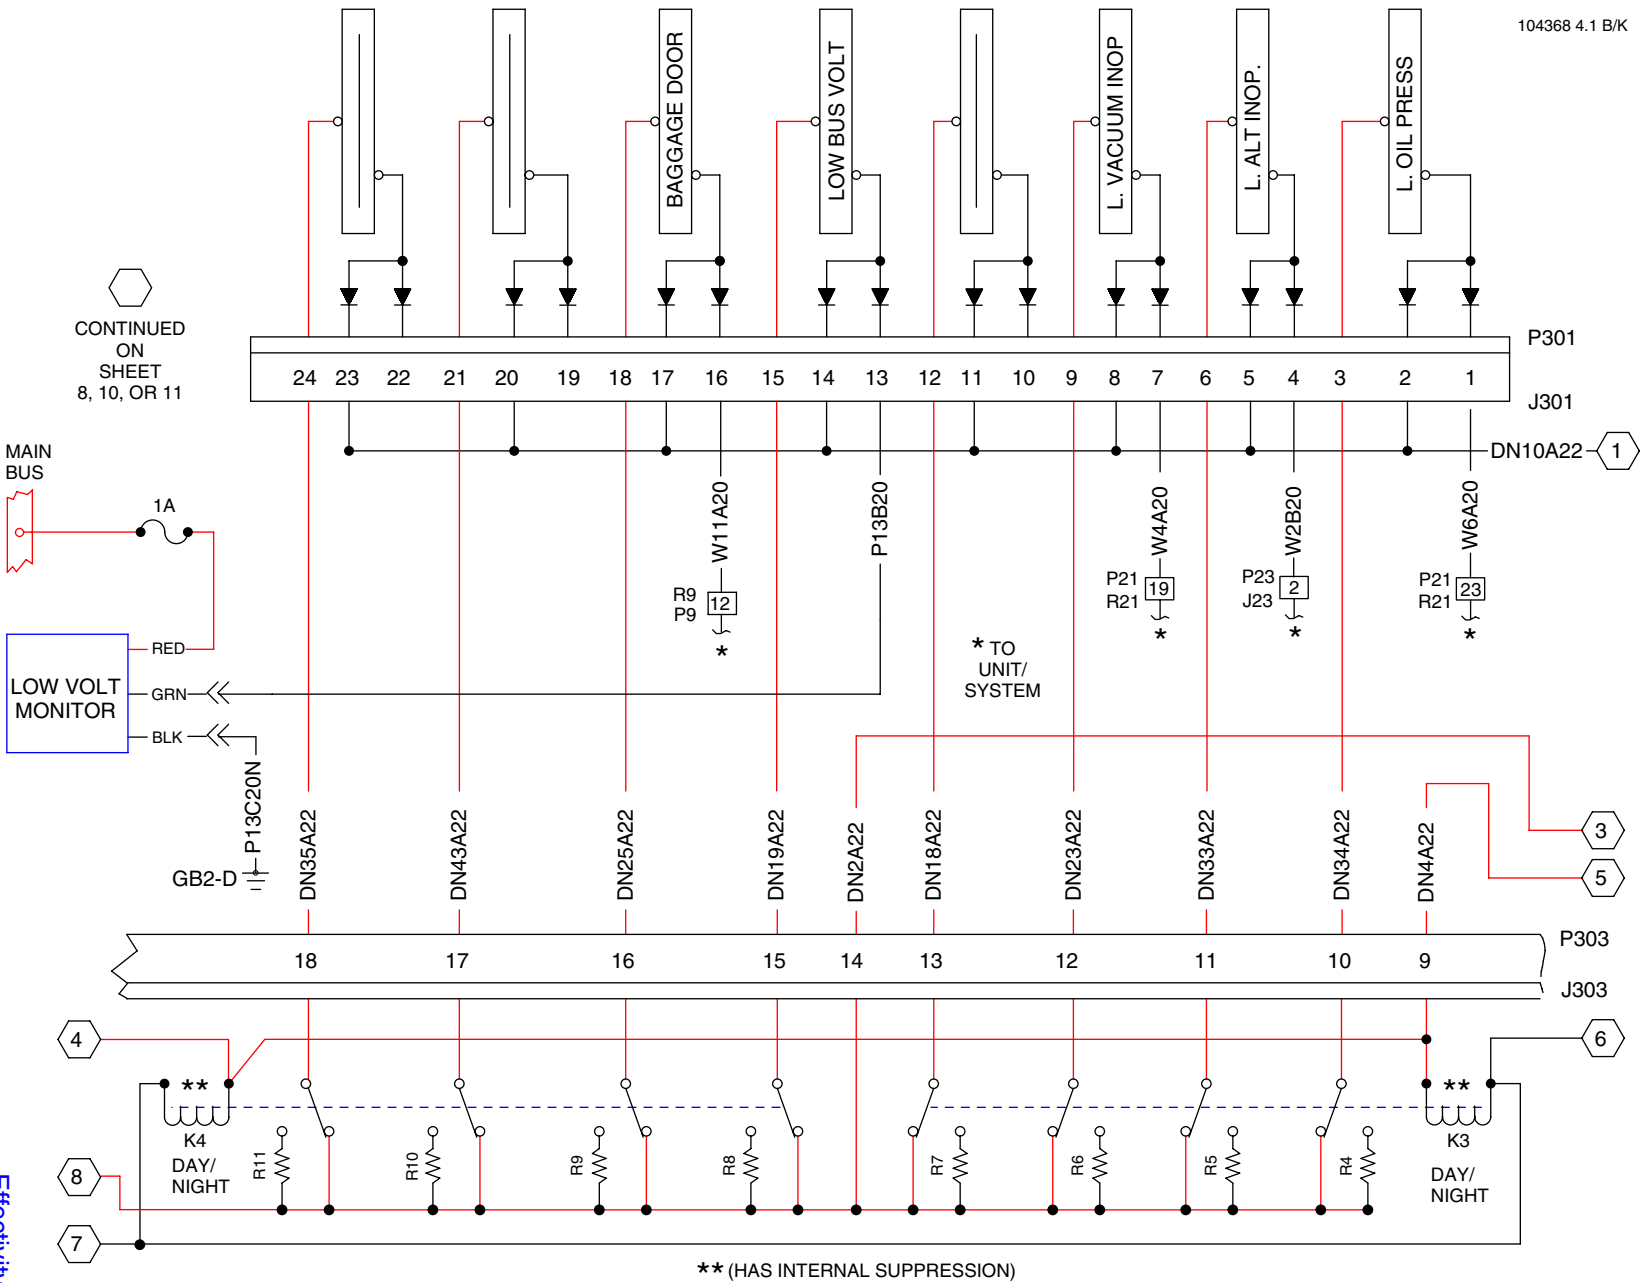 104368 4.1 B/K
BAGGAGE DOOR
LOW BUS VOLT
L. VACUUM INOP
L. ALT INOP.
L. OIL PRESS
CONTINUED
ON
SHEET
8, 10, OR 11
P301
24 23 22 21 20 19 18 17 16 15 14 13 12 11 10 9 8 7 6 5 4 3 2 1
J301
DN10A22 1
MAIN
BUS
1A
W11A20
P13B20
W4A20
W2B20
W6A20
R9
P9
12
P21
R21
19
P23
J23
2
P21
R21
23
*
*
*
*
* TO
UNIT/
SYSTEM
LOW VOLT
MONITOR
RED
GRN
BLK
P13C20N
GB2-D
DN35A22
DN43A22
DN25A22
DN19A22
DN2A22
DN18A22
DN23A22
DN33A22
DN34A22
DN4A22
3
5
P303
18 17 16 15 14 13 12 11 10 9
J303
4
6
**
K4
DAY/
NIGHT
R11
R10
R9
R8
R7
R6
R5
R4
**
K3
DAY/
NIGHT
8
7
** (HAS INTERNAL SUPPRESSION)